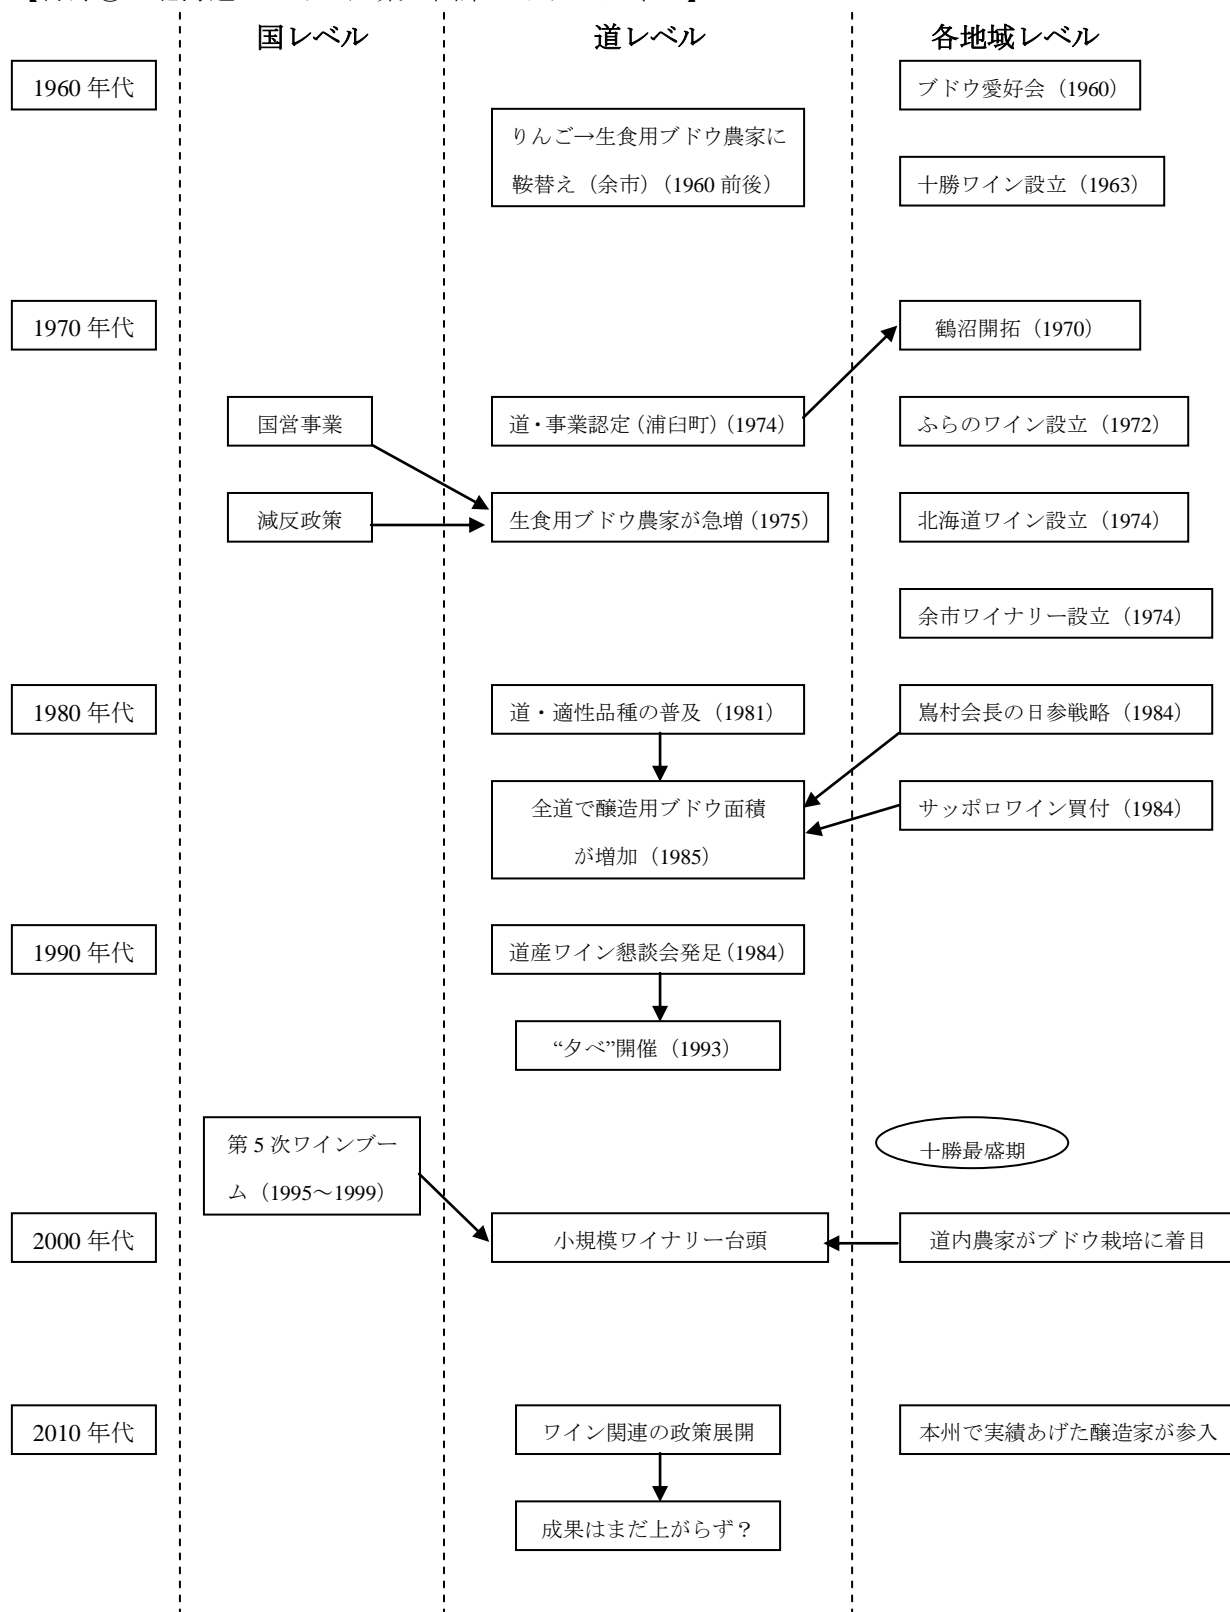 国レベル
道レベル
各地域レベル
1960 年代
ブドウ愛好会（1960）
りんご→生食用ブドウ農家に
鞍替え（余市）（1960 前後）
十勝ワイン設立（1963）
1970 年代
鶴沼開拓（1970）
国営事業
道・事業認定（浦臼町）（1974）
ふらのワイン設立（1972）
減反政策
生食用ブドウ農家が急増（1975）
北海道ワイン設立（1974）
余市ワイナリー設立（1974）
1980 年代
道・適性品種の普及（1981）
嶌村会長の日参戦略（1984）
全道で醸造用ブドウ面積
が増加（1985）
サッポロワイン買付（1984）
1990 年代
道産ワイン懇談会発足（1984）
“夕べ”開催（1993）
第 5 次ワインブー
ム（1995～1999）
十勝最盛期
2000 年代
小規模ワイナリー台頭
道内農家がブドウ栽培に着目
2010 年代
ワイン関連の政策展開
本州で実績あげた醸造家が参入
成果はまだ上がらず？